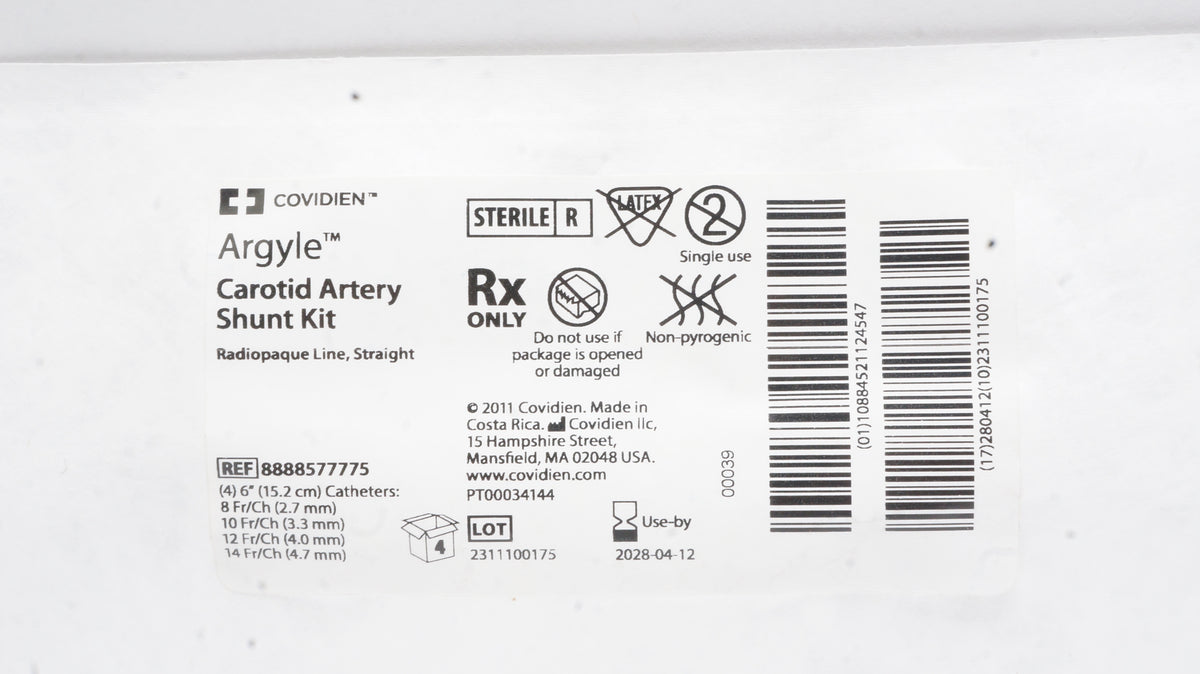 COVIDIEN™
Argyle™
Carotid Artery
Shunt Kit
Radiopaque Line, Straight
REF 8888577775
(4) 6" (15.2 cm) Catheters:
8 Fr/Ch (2.7 mm)
10 Fr/Ch (3.3 mm)
12 Fr/Ch (4.0 mm)
14 Fr/Ch (4.7 mm)
4
STERILE R
LATEX
2
Single use
Rx
ONLY
Do not use if
package is opened
or damaged
Non-pyrogenic
© 2011 Covidien. Made in
Costa Rica. Covidien llc,
15 Hampshire Street,
Mansfield, MA 02048 USA.
www.covidien.com
PT00034144
LOT
2311100175
Use-by
2028-04-12
00039
(01)10884521124547
(17)280412(10)2311100175